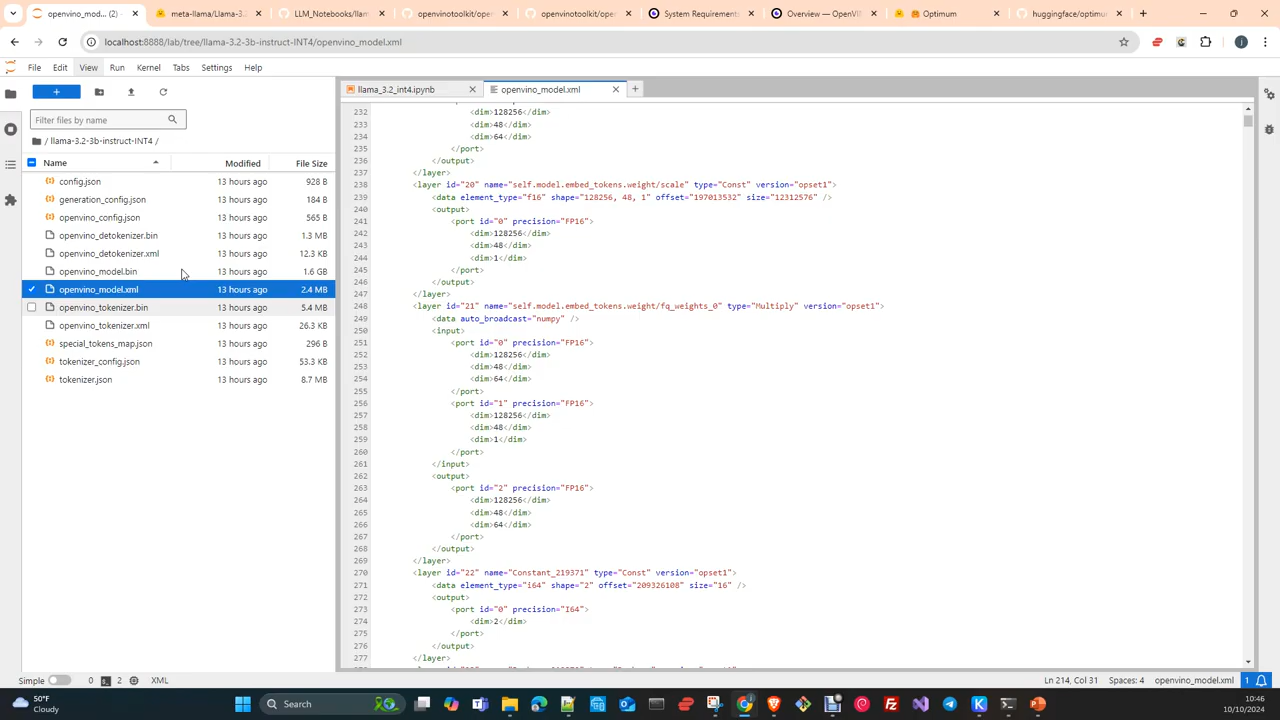 openvino_mod... (2) -
meta-llama/Llama-3.
LLM_Notebooks/llam
openvinotoolkit/open
openvinotoolkit/ope
System Requirements
Overview — OpenVIN
Optimum
huggingface/optimu
localhost:8888/lab/tree/llama-3.2-3b-instruct-INT4/openvino_model.xml
File Edit View Run Kernel Tabs Settings Help
llama_3.2_int4.ipynb
openvino_model.xml
Filter files by name
/ llama-3.2-3b-instruct-INT4 /
Name Modified File Size
config.json 13 hours ago 928 B
generation_config.json 13 hours ago 184 B
openvino_config.json 13 hours ago 565 B
openvino_detokenizer.bin 13 hours ago 1.3 MB
openvino_detokenizer.xml 13 hours ago 12.3 KB
openvino_model.bin 13 hours ago 1.6 GB
openvino_model.xml 13 hours ago 2.4 MB
openvino_tokenizer.bin 13 hours ago 5.4 MB
openvino_tokenizer.xml 13 hours ago 26.3 KB
special_tokens_map.json 13 hours ago 296 B
tokenizer_config.json 13 hours ago 53.3 KB
tokenizer.json 13 hours ago 8.7 MB
232 <dim>128256</dim>
233 <dim>48</dim>
234 <dim>64</dim>
235 </port>
236 </output>
237 </layer>
238 <layer id="20" name="self.model.embed_tokens.weight/scale" type="Const" version="opset1">
239 <data element_type="f16" shape="128256, 48, 1" offset="197013532" size="12312576" />
240 <output>
241 <port id="0" precision="FP16">
242 <dim>128256</dim>
243 <dim>48</dim>
244 <dim>1</dim>
245 </port>
246 </output>
247 </layer>
248 <layer id="21" name="self.model.embed_tokens.weight/fq_weights_0" type="Multiply" version="opset1">
249 <data auto_broadcast="numpy" />
250 <input>
251 <port id="0" precision="FP16">
252 <dim>128256</dim>
253 <dim>48</dim>
254 <dim>64</dim>
255 </port>
256 <port id="1" precision="FP16">
257 <dim>128256</dim>
258 <dim>48</dim>
259 <dim>1</dim>
260 </port>
261 </input>
262 <output>
263 <port id="2" precision="FP16">
264 <dim>128256</dim>
265 <dim>48</dim>
266 <dim>64</dim>
267 </port>
268 </output>
269 </layer>
270 <layer id="22" name="Constant_219371" type="Const" version="opset1">
271 <data element_type="i64" shape="2" offset="209326108" size="16" />
272 <output>
273 <port id="0" precision="I64">
274 <dim>2</dim>
275 </port>
276 </output>
277 </layer>
Simple 0 2 XML Ln 214, Col 31 Spaces: 4 openvino_model.xml 1
50°F
Cloudy
Search
10:46
10/10/2024